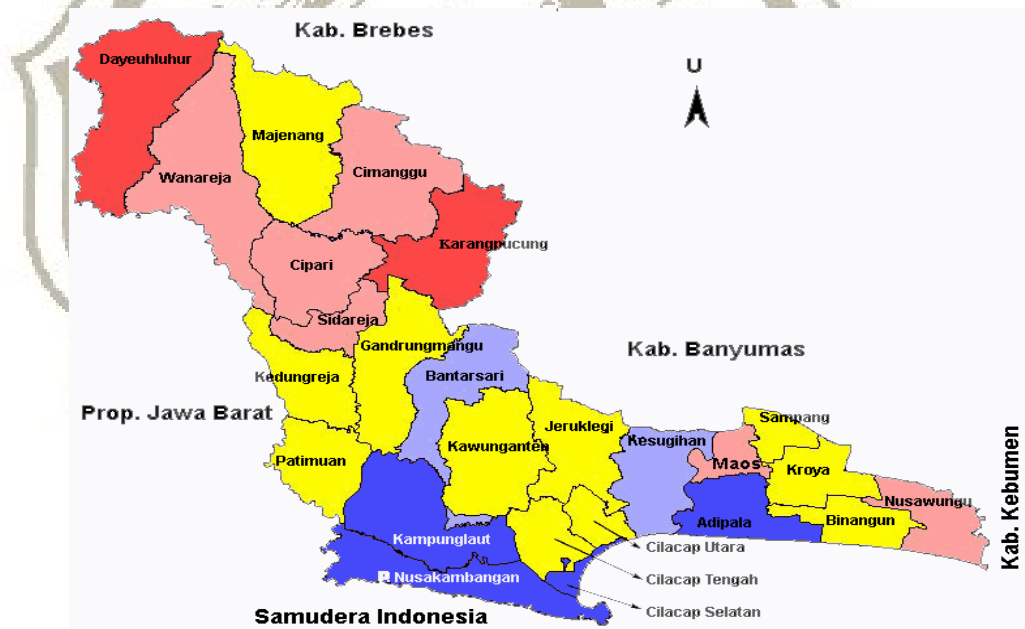 Kab. Brebes
Dayeuhluhur
U
Majenang
Wanareja
Cimanggu
Karangpucung
Cipari
Sidareja
Gandrungmangu
Kab. Banyumas
Kedungreja
Bantarsari
Prop. Jawa Barat
Sampang
Jeruklegi
Kesugihan
Kawunganten
Patimuan
Maos
Kroya
Nusawungu
Kab. Kebumen
Adipala
Binangun
Kampunglaut
Cilacap Utara
P Nusakambangan
Cilacap Tengah
Cilacap Selatan
Samudera Indonesia